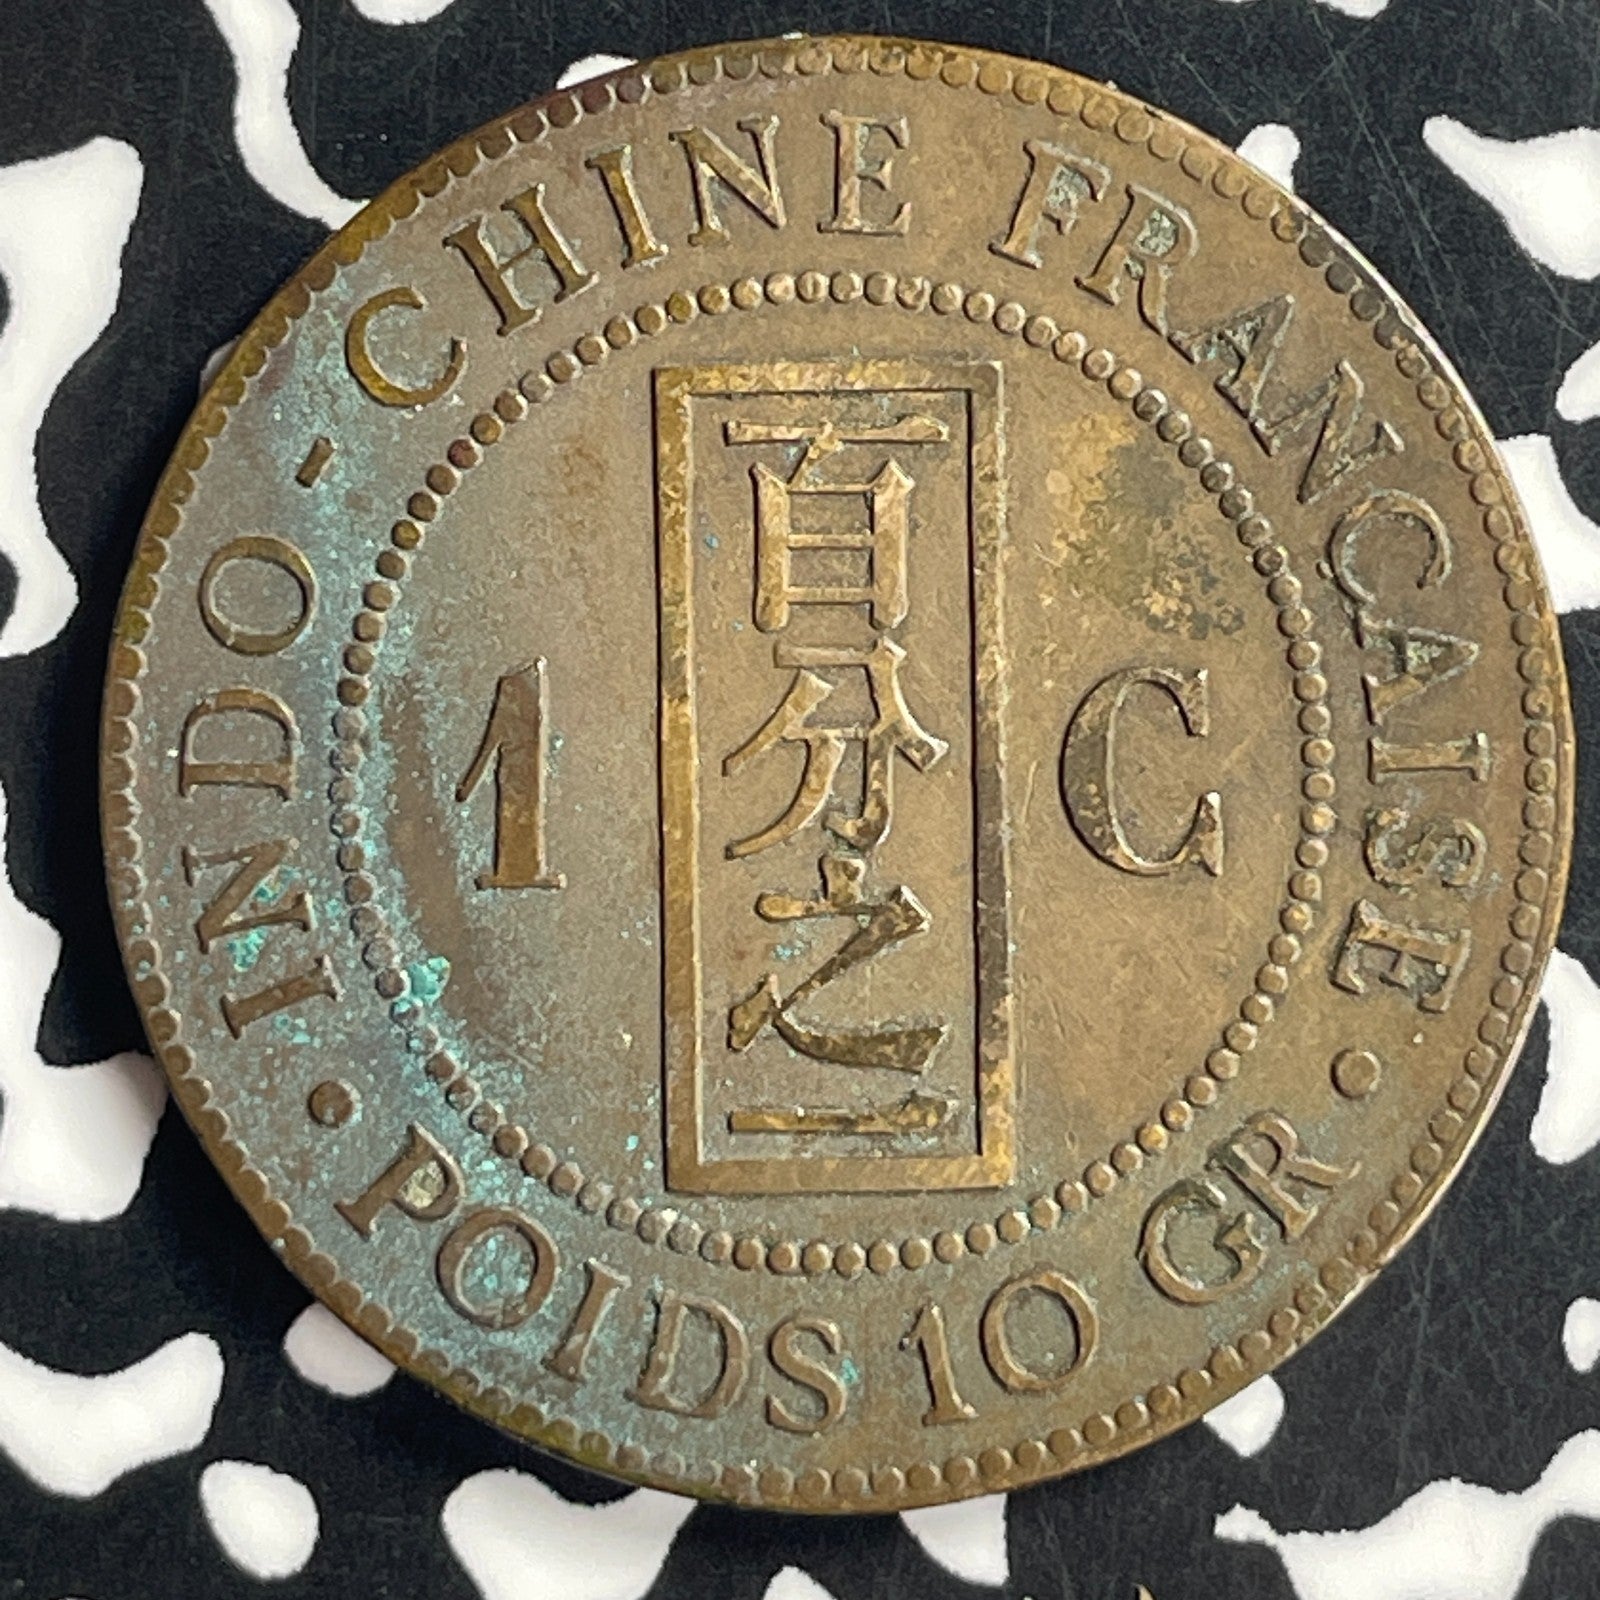 INDO-CHINE FRANÇAISE
1 百分之一 C
• POIDS 10 GR •